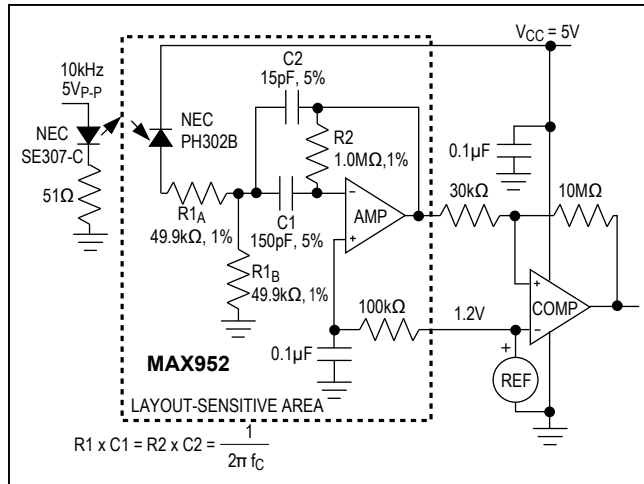 VCC = 5V
10kHz
5VP-P
NEC
SE307-C
51Ω
NEC
PH302B
C2
15pF, 5%
R2
1.0MΩ,1%
R1A
49.9kΩ, 1%
C1
150pF, 5%
R1B
49.9kΩ, 1%
−
+
AMP
0.1µF
30kΩ
10MΩ
100kΩ
1.2V
+
−
COMP
0.1µF
+
REF
MAX952
LAYOUT-SENSITIVE AREA
R1 x C1 = R2 x C2 = 1
2π fC